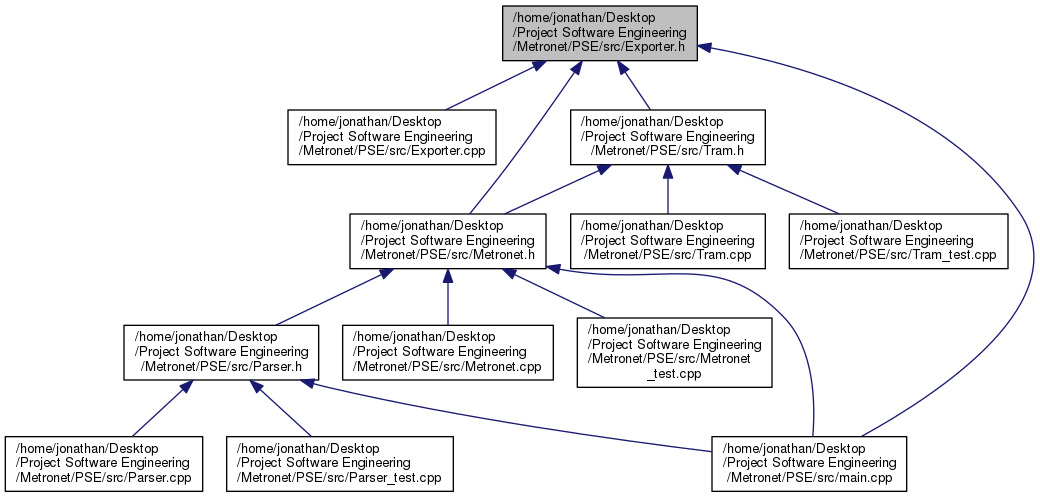 /home/jonathan/Desktop
/Project Software Engineering
/Metronet/PSE/src/Exporter.h
/home/jonathan/Desktop
/Project Software Engineering
/Metronet/PSE/src/Exporter.cpp
/home/jonathan/Desktop
/Project Software Engineering
/Metronet/PSE/src/Tram.h
/home/jonathan/Desktop
/Project Software Engineering
/Metronet/PSE/src/Metronet.h
/home/jonathan/Desktop
/Project Software Engineering
/Metronet/PSE/src/Tram.cpp
/home/jonathan/Desktop
/Project Software Engineering
/Metronet/PSE/src/Tram_test.cpp
/home/jonathan/Desktop
/Project Software Engineering
/Metronet/PSE/src/Parser.h
/home/jonathan/Desktop
/Project Software Engineering
/Metronet/PSE/src/Metronet.cpp
/home/jonathan/Desktop
/Project Software Engineering
/Metronet/PSE/src/Metronet
_test.cpp
/home/jonathan/Desktop
/Project Software Engineering
/Metronet/PSE/src/Parser.cpp
/home/jonathan/Desktop
/Project Software Engineering
/Metronet/PSE/src/Parser_test.cpp
/home/jonathan/Desktop
/Project Software Engineering
/Metronet/PSE/src/main.cpp